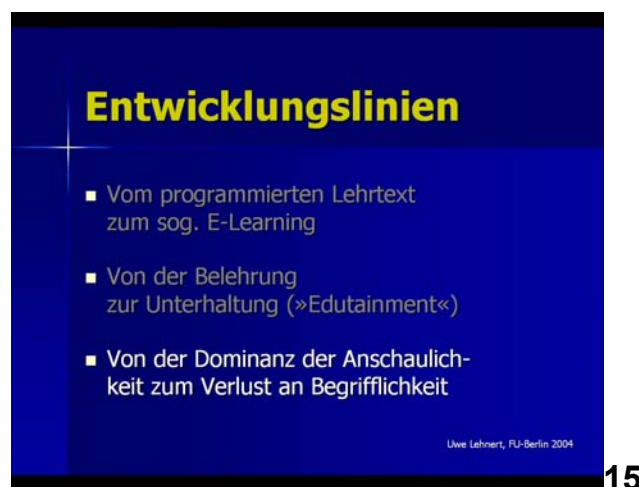 Entwicklungslinien
Vom programmierten Lehrtext
zum sog. E-Learning
Von der Belehrung
zur Unterhaltung (»Edutainment«)
Von der Dominanz der Anschaulich-
keit zum Verlust an Begrifflichkeit
Uwe Lehnert, FU-Berlin 2004
15